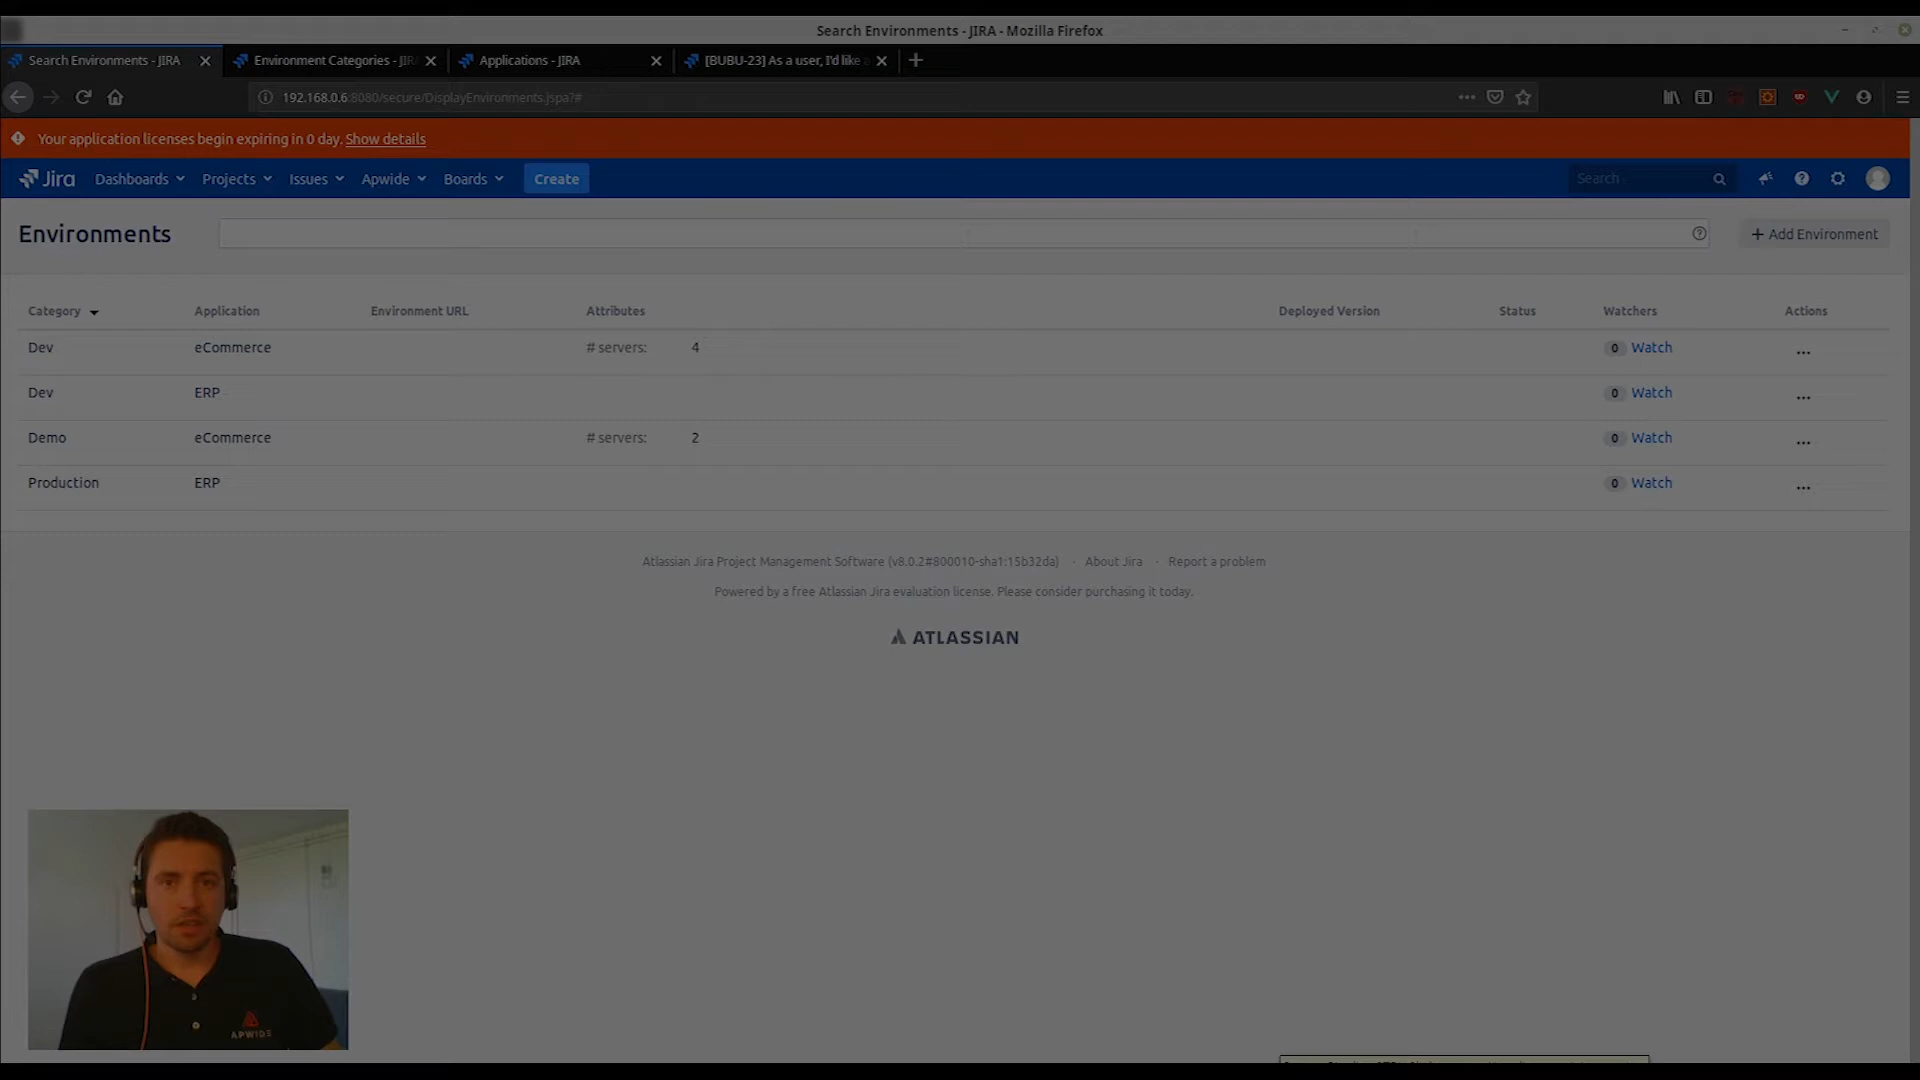 Search Environments - JIRA - Mozilla Firefox
Search Environments - JIRA
Environment Categories - JIR
Applications - JIRA
[BUBU-23] As a user, I'd like
192.168.0.6:8080/secure/DisplayEnvironments.jspa?#
Your application licenses begin expiring in 0 day. Show details
Jira Dashboards Projects Issues Apwide Boards Create Search
Environments
+ Add Environment
Category Application Environment URL Attributes Deployed Version Status Watchers Actions
Dev eCommerce # servers: 4 0 Watch ...
Dev ERP 0 Watch ...
Demo eCommerce # servers: 2 0 Watch ...
Production ERP 0 Watch ...
Atlassian Jira Project Management Software (v8.0.2#800010-sha1:15b32da) · About Jira · Report a problem
Powered by a free Atlassian Jira evaluation license. Please consider purchasing it today.
ATLASSIAN
APWIDE